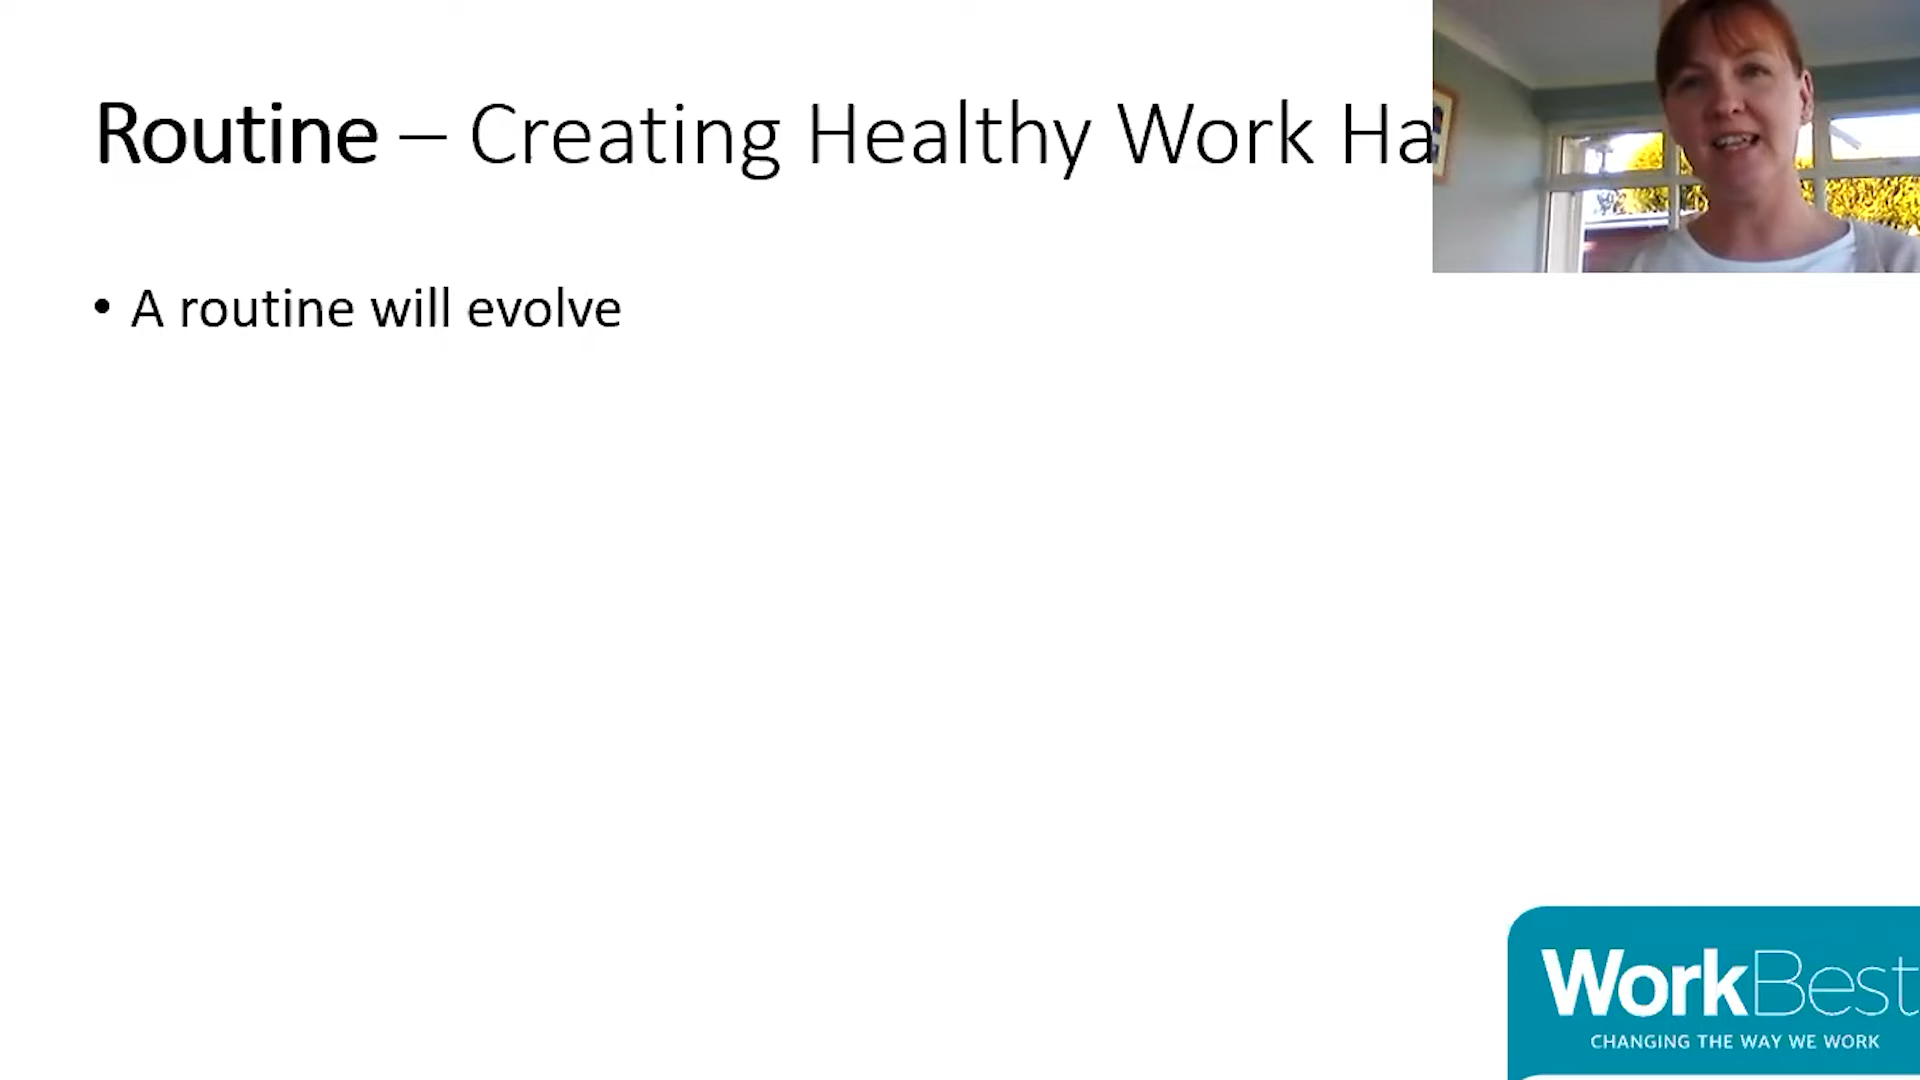 Routine – Creating Healthy Work Ha
• A routine will evolve
WorkBest
CHANGING THE WAY WE WORK